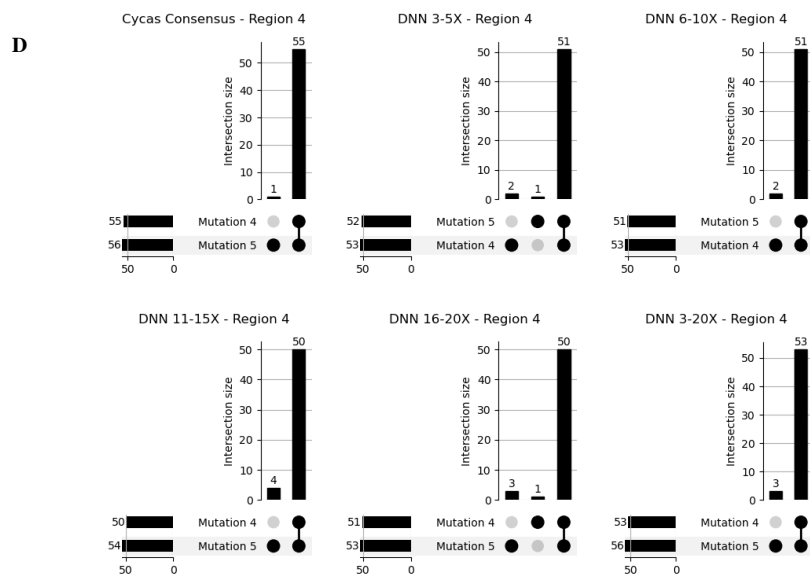 D
Cycas Consensus - Region 4
55
50
40
30
20
10
0
Intersection size
1
55 Mutation 4
56 Mutation 5
50 0
DNN 3-5X - Region 4
51
50
40
30
20
10
0
Intersection size
2 1
52 Mutation 5
53 Mutation 4
50 0
DNN 6-10X - Region 4
51
50
40
30
20
10
0
Intersection size
2
51 Mutation 5
53 Mutation 4
50 0
DNN 11-15X - Region 4
50
50
40
30
20
10
0
Intersection size
4
50 Mutation 4
54 Mutation 5
50 0
DNN 16-20X - Region 4
50
50
40
30
20
10
0
Intersection size
3 1
51 Mutation 4
53 Mutation 5
50 0
DNN 3-20X - Region 4
53
50
40
30
20
10
0
Intersection size
3
53 Mutation 4
56 Mutation 5
50 0